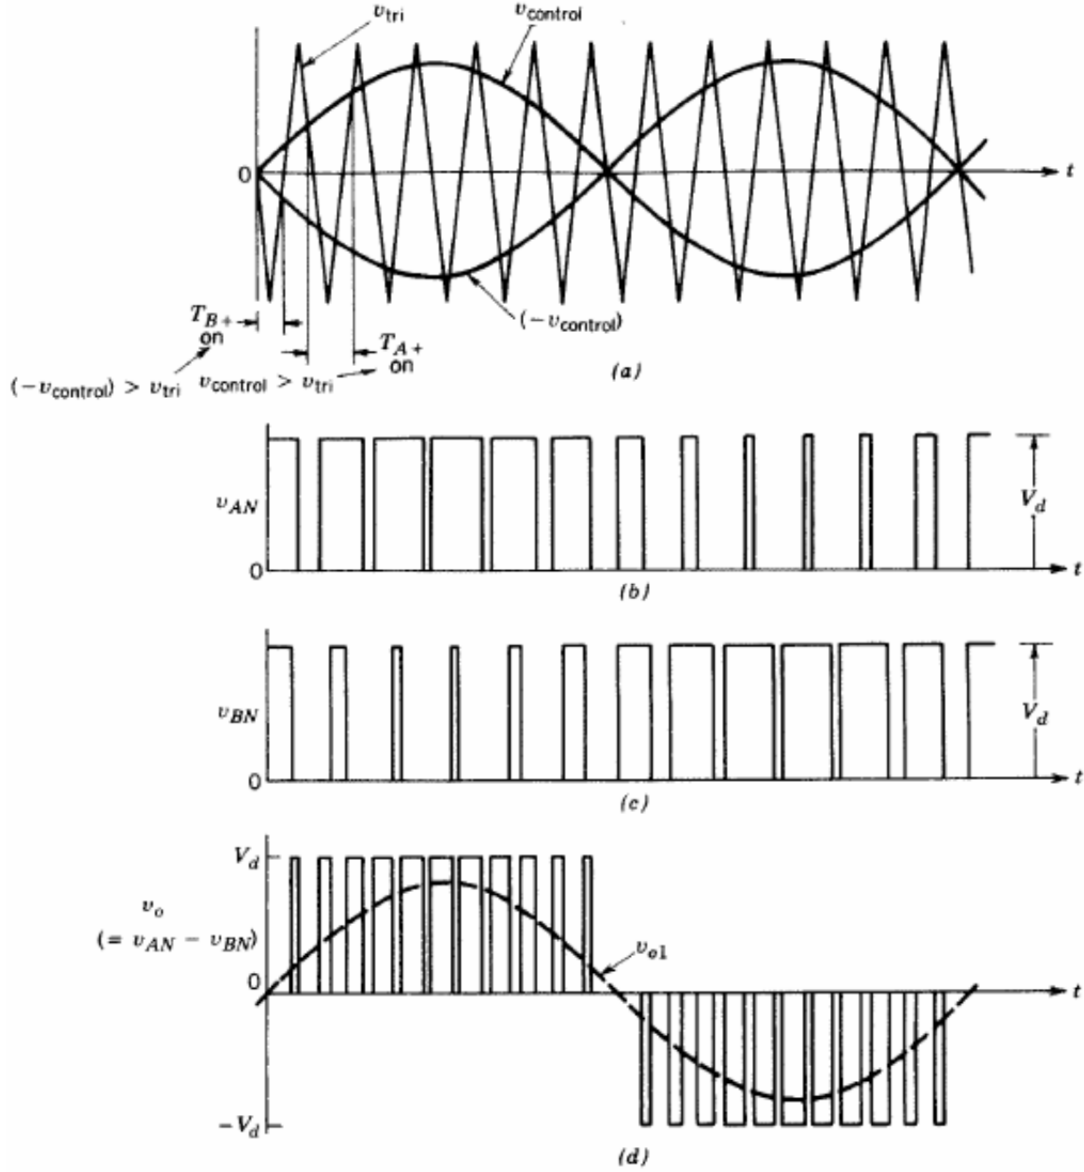 v_tri
v_control
0
t
(−v_control)
T_B+
on
T_A+
on
(−v_control) > v_tri v_control > v_tri
(a)
v_AN
V_d
0
t
(b)
v_BN
V_d
0
t
(c)
V_d
v_o
(= v_AN − v_BN)
v_o1
0
t
−V_d
(d)